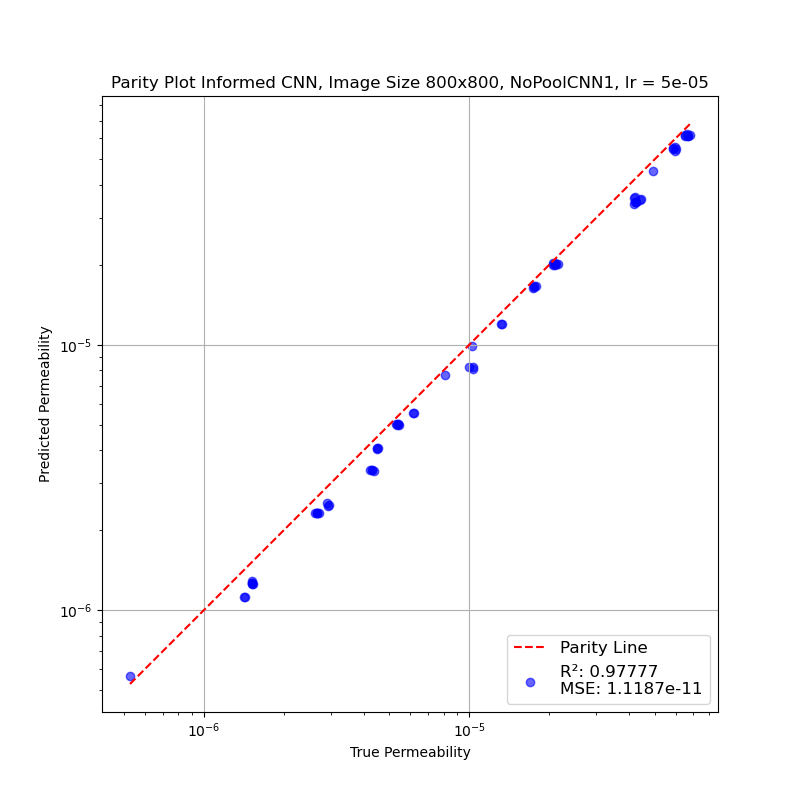 Parity Plot Informed CNN, Image Size 800x800, NoPoolCNN1, lr = 5e-05
Predicted Permeability
10⁻⁵
10⁻⁶
Parity Line
R²: 0.97777
MSE: 1.1187e-11
10⁻⁶
10⁻⁵
True Permeability